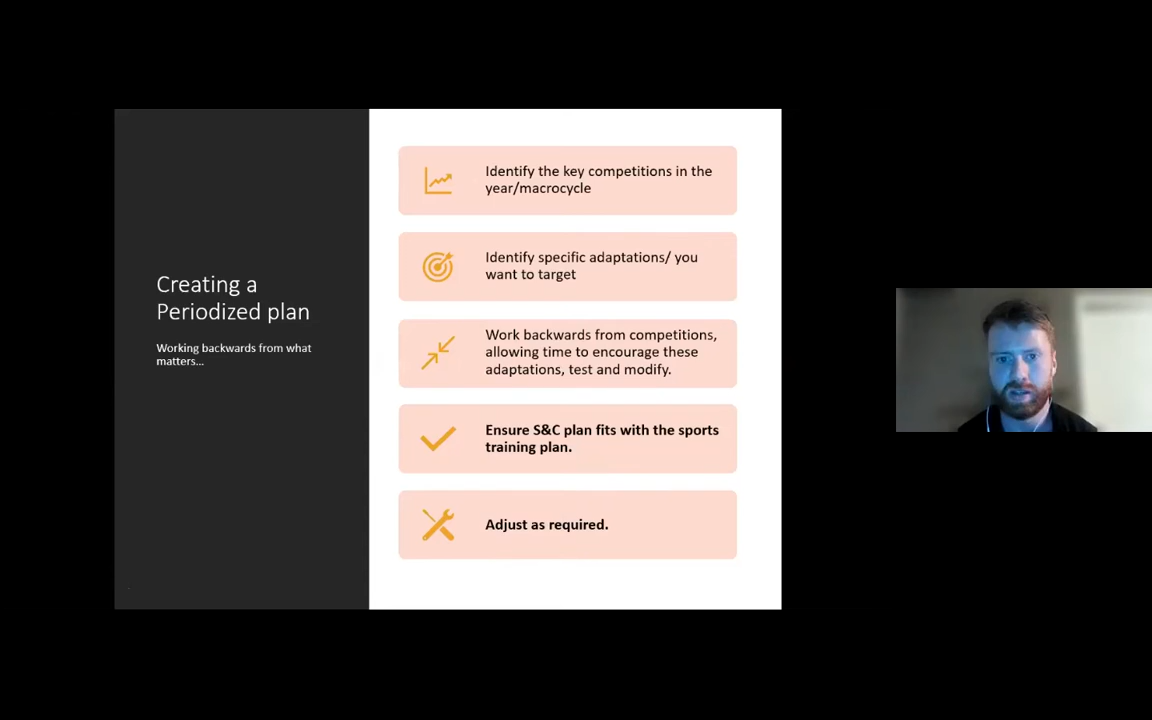 Creating a
Periodized plan
Working backwards from what
matters...
Identify the key competitions in the
year/macrocycle
Identify specific adaptations/ you
want to target
Work backwards from competitions,
allowing time to encourage these
adaptations, test and modify.
Ensure S&C plan fits with the sports
training plan.
Adjust as required.